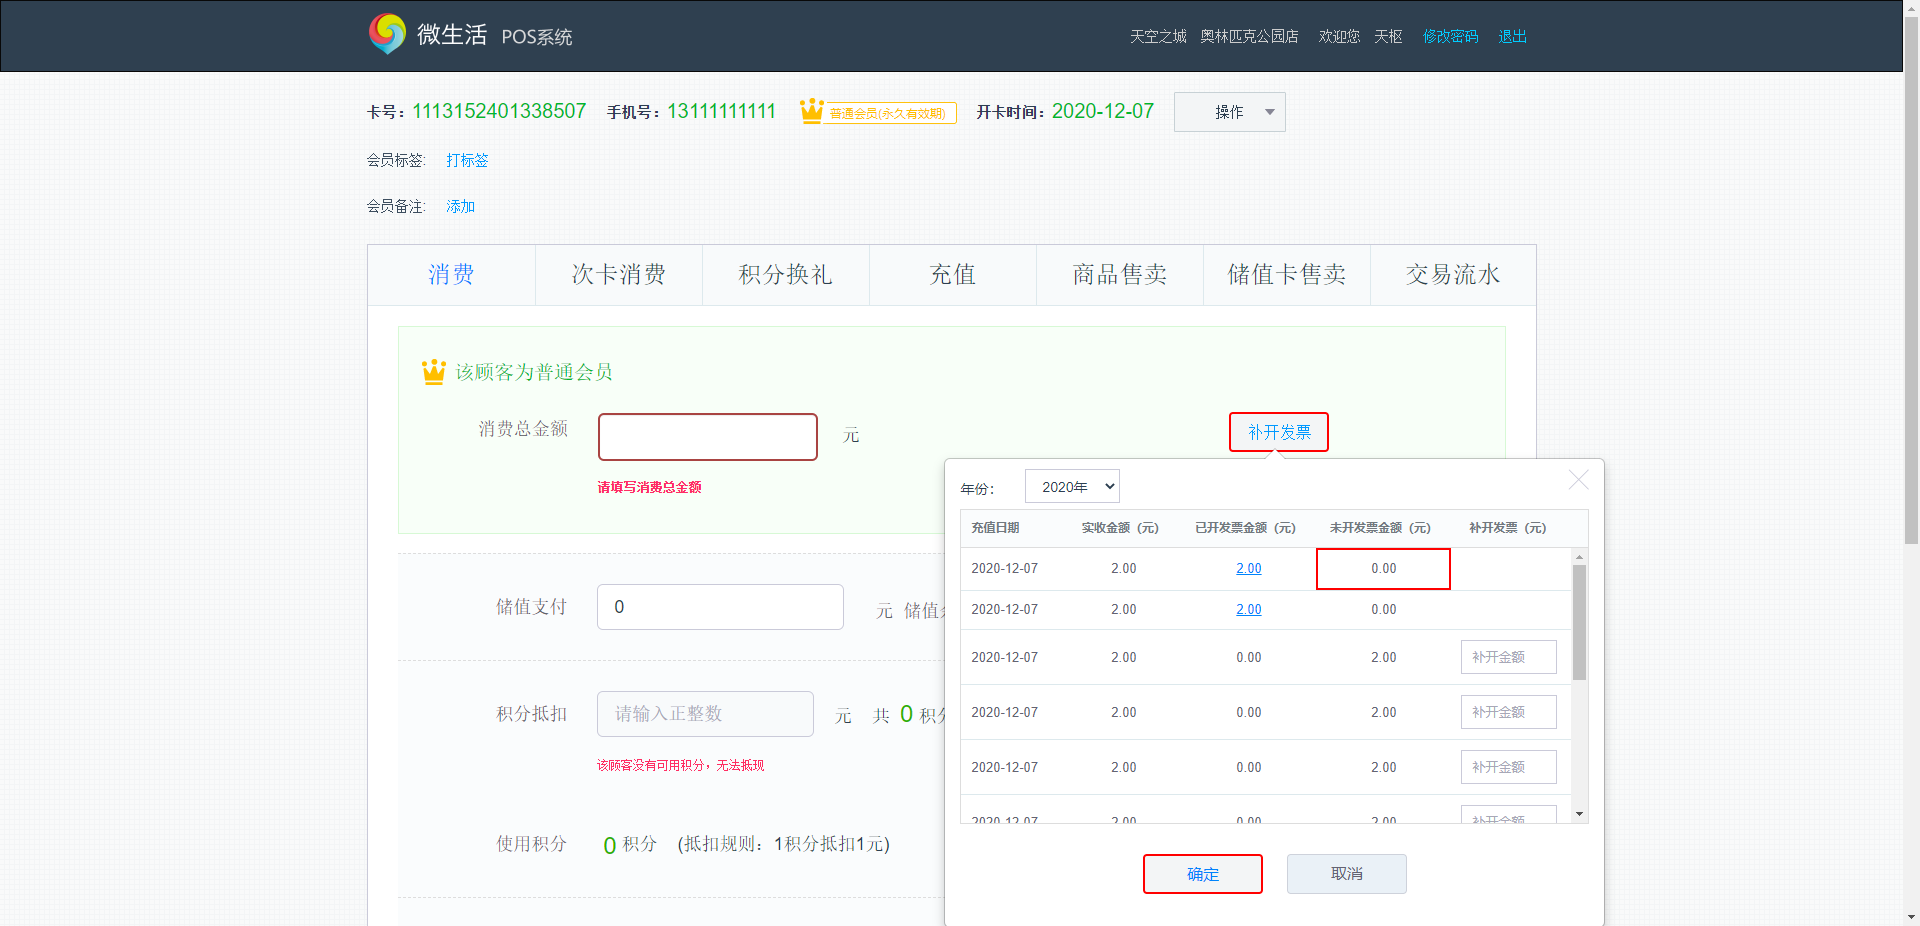 微生活 POS系统
天空之城 奥林匹克公园店 欢迎您 天枢 修改密码 退出
卡号：1113152401338507 手机号：13111111111 普通会员(永久有效期) 开卡时间：2020-12-07 操作
会员标签: 打标签
会员备注: 添加
消费 次卡消费 积分换礼 充值 商品售卖 储值卡售卖 交易流水
该顾客为普通会员
消费总金额 元 补开发票
请填写消费总金额
储值支付 0 元 储值
积分抵扣 请输入正整数 元 共 0 积分
该顾客没有可用积分，无法抵现
使用积分 0 积分 (抵扣规则：1积分抵扣1元)
年份： 2020年
充值日期 实收金额（元） 已开发票金额（元） 未开发票金额（元） 补开发票（元）
2020-12-07 2.00 2.00 0.00
2020-12-07 2.00 2.00 0.00
2020-12-07 2.00 0.00 2.00 补开金额
2020-12-07 2.00 0.00 2.00 补开金额
2020-12-07 2.00 0.00 2.00 补开金额
2020-12-07 2.00 0.00 2.00 补开金额
确定 取消